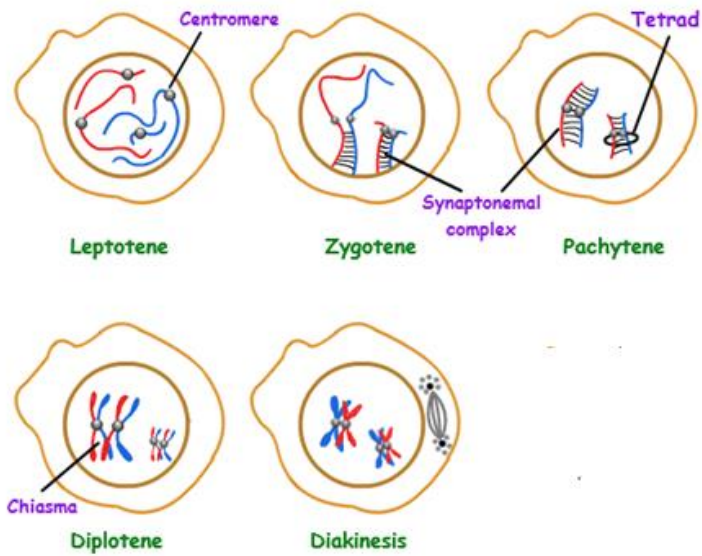 Centromere
Tetrad
Synaptonemal
complex
Leptotene
Zygotene
Pachytene
Chiasma
Diplotene
Diakinesis